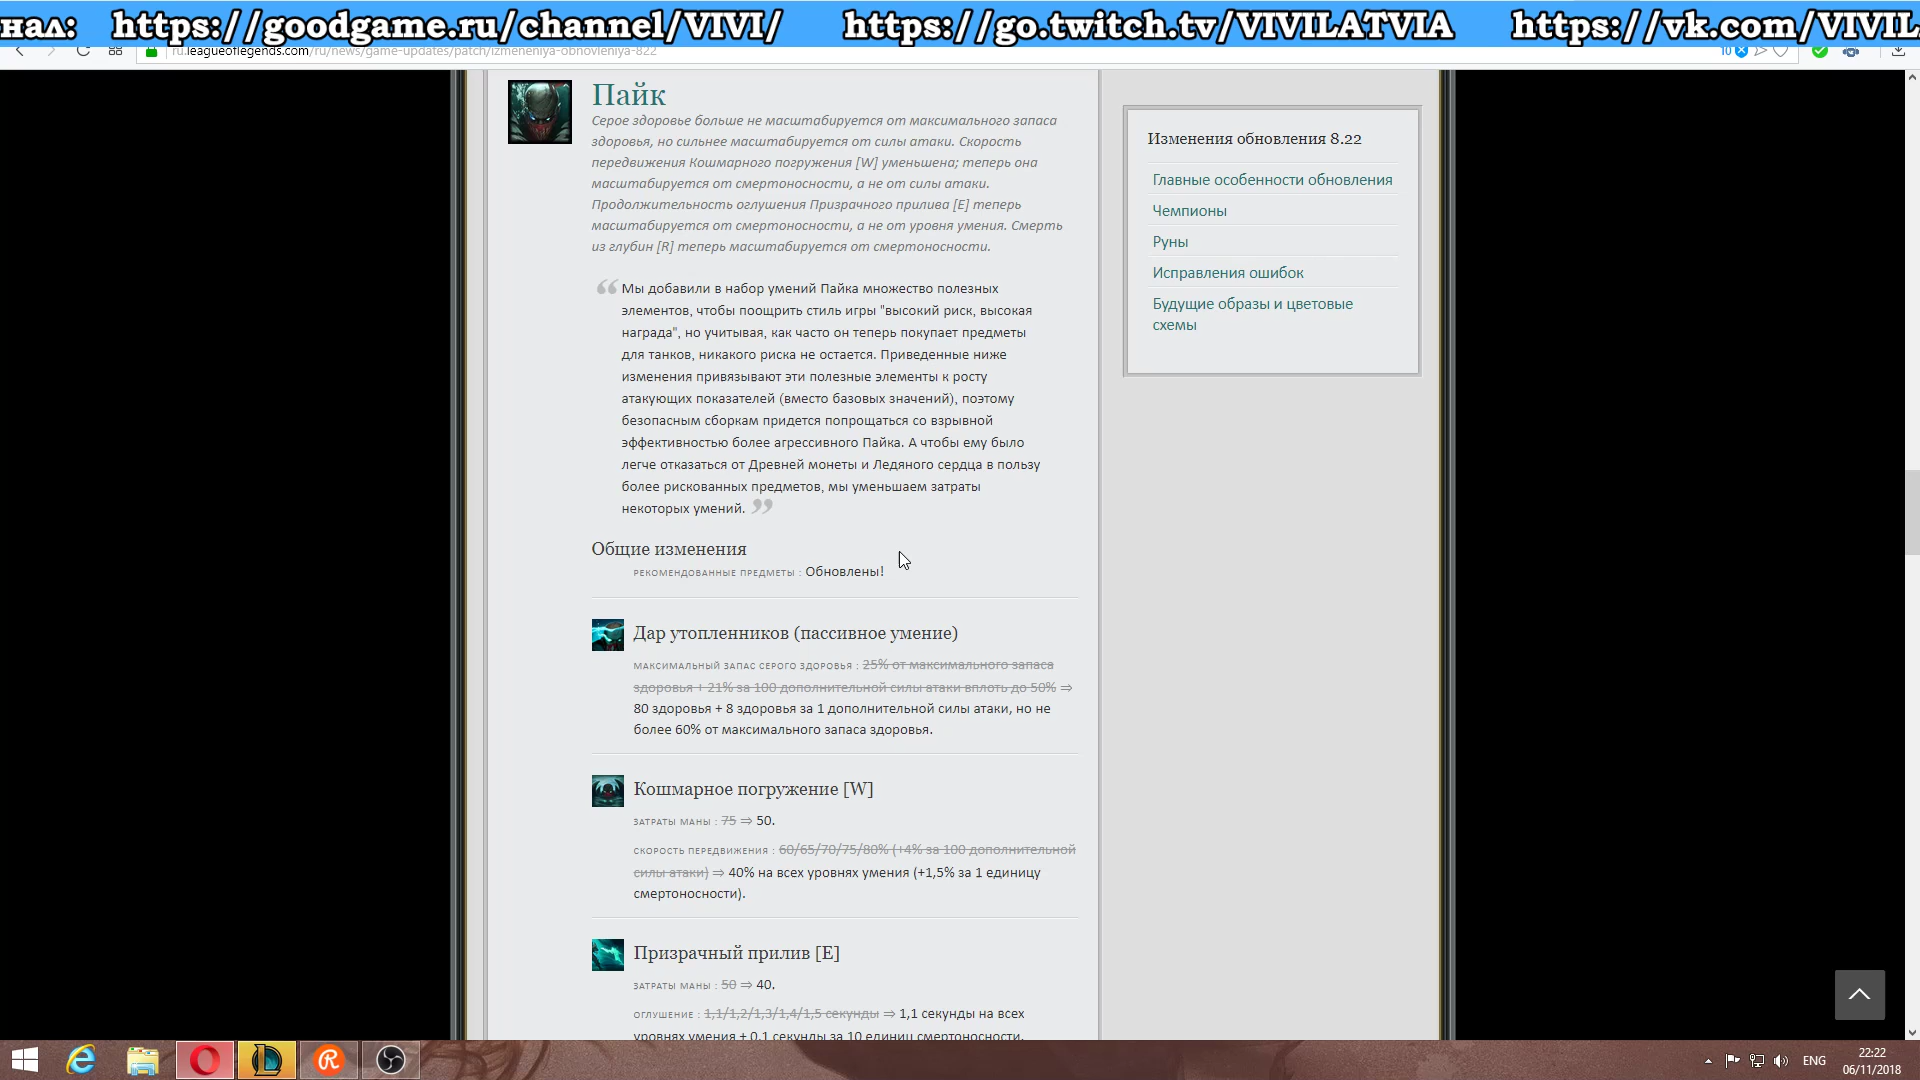 нал: https://goodgame.ru/channel/VIVI/ https://go.twitch.tv/VIVILATVIA https://vk.com/VIVIL
ru.leagueoflegends.com/ru/news/game-updates/patch/izmeneniya-obnovleniya-822
10
Пайк
Серое здоровье больше не масштабируется от максимального запаса
здоровья, но сильнее масштабируется от силы атаки. Скорость
передвижения Кошмарного погружения [W] уменьшена; теперь она
масштабируется от смертоносности, а не от силы атаки.
Продолжительность оглушения Призрачного прилива [E] теперь
масштабируется от смертоносности, а не от уровня умения. Смерть
из глубин [R] теперь масштабируется от смертоносности.
“ Мы добавили в набор умений Пайка множество полезных
элементов, чтобы поощрить стиль игры "высокий риск, высокая
награда", но учитывая, как часто он теперь покупает предметы
для танков, никакого риска не остается. Приведенные ниже
изменения привязывают эти полезные элементы к росту
атакующих показателей (вместо базовых значений), поэтому
безопасным сборкам придется попрощаться со взрывной
эффективностью более агрессивного Пайка. А чтобы ему было
легче отказаться от Древней монеты и Ледяного сердца в пользу
более рискованных предметов, мы уменьшаем затраты
некоторых умений. ”
Общие изменения
РЕКОМЕНДОВАННЫЕ ПРЕДМЕТЫ : Обновлены!
Дар утопленников (пассивное умение)
МАКСИМАЛЬНЫЙ ЗАПАС СЕРОГО ЗДОРОВЬЯ : 25% от максимального запаса
здоровья + 21% за 100 дополнительной силы атаки вплоть до 50% ⇒
80 здоровья + 8 здоровья за 1 дополнительной силы атаки, но не
более 60% от максимального запаса здоровья.
Кошмарное погружение [W]
ЗАТРАТЫ МАНЫ : 75 ⇒ 50.
СКОРОСТЬ ПЕРЕДВИЖЕНИЯ : 60/65/70/75/80% (+4% за 100 дополнительной
силы атаки) ⇒ 40% на всех уровнях умения (+1,5% за 1 единицу
смертоносности).
Призрачный прилив [E]
ЗАТРАТЫ МАНЫ : 50 ⇒ 40.
ОГЛУШЕНИЕ : 1,1/1,2/1,3/1,4/1,5 секунды ⇒ 1,1 секунды на всех
уровнях умения + 0,1 секунды за 10 единиц смертоносности.
Изменения обновления 8.22
Главные особенности обновления
Чемпионы
Руны
Исправления ошибок
Будущие образы и цветовые
схемы
ENG
22:22
06/11/2018